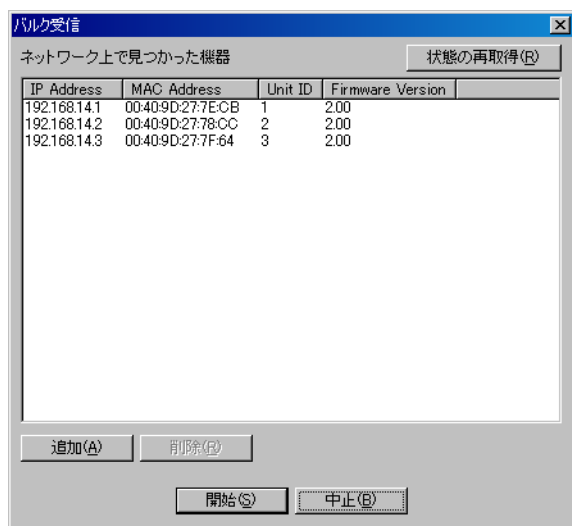 バルク受信
ネットワーク上で見つかった機器 状態の再取得(R)
IP Address MAC Address Unit ID Firmware Version
192.168.14.1 00:40:9D:27:7E:CB 1 2.00
192.168.14.2 00:40:9D:27:78:CC 2 2.00
192.168.14.3 00:40:9D:27:7F:64 3 2.00
追加(A) 削除(R)
開始(S) 中止(B)